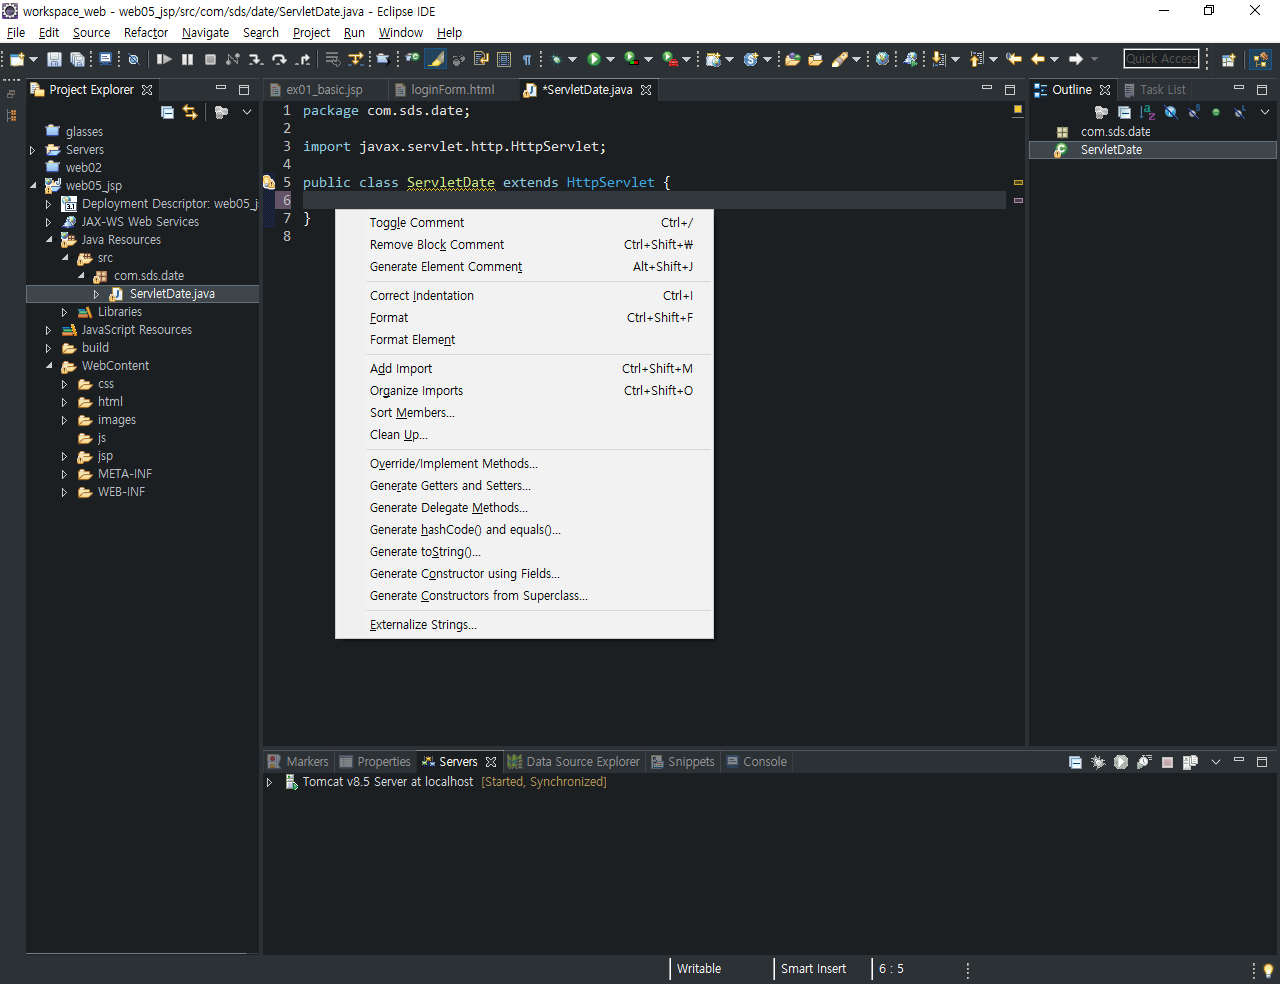 workspace_web - web05_jsp/src/com/sds/date/ServletDate.java - Eclipse IDE
File Edit Source Refactor Navigate Search Project Run Window Help
Quick Access
Project Explorer
glasses
Servers
web02
web05_jsp
Deployment Descriptor: web05_j
JAX-WS Web Services
Java Resources
src
com.sds.date
ServletDate.java
Libraries
JavaScript Resources
build
WebContent
css
html
images
js
jsp
META-INF
WEB-INF
ex01_basic.jsp loginForm.html *ServletDate.java
1 package com.sds.date;
2
3 import javax.servlet.http.HttpServlet;
4
5 public class ServletDate extends HttpServlet {
6
7 }
8
Toggle Comment Ctrl+/
Remove Block Comment Ctrl+Shift+₩
Generate Element Comment Alt+Shift+J
Correct Indentation Ctrl+I
Format Ctrl+Shift+F
Format Element
Add Import Ctrl+Shift+M
Organize Imports Ctrl+Shift+O
Sort Members...
Clean Up...
Override/Implement Methods...
Generate Getters and Setters...
Generate Delegate Methods...
Generate hashCode() and equals()...
Generate toString()...
Generate Constructor using Fields...
Generate Constructors from Superclass...
Externalize Strings...
Outline Task List
com.sds.date
ServletDate
Markers Properties Servers Data Source Explorer Snippets Console
Tomcat v8.5 Server at localhost [Started, Synchronized]
Writable Smart Insert 6 : 5